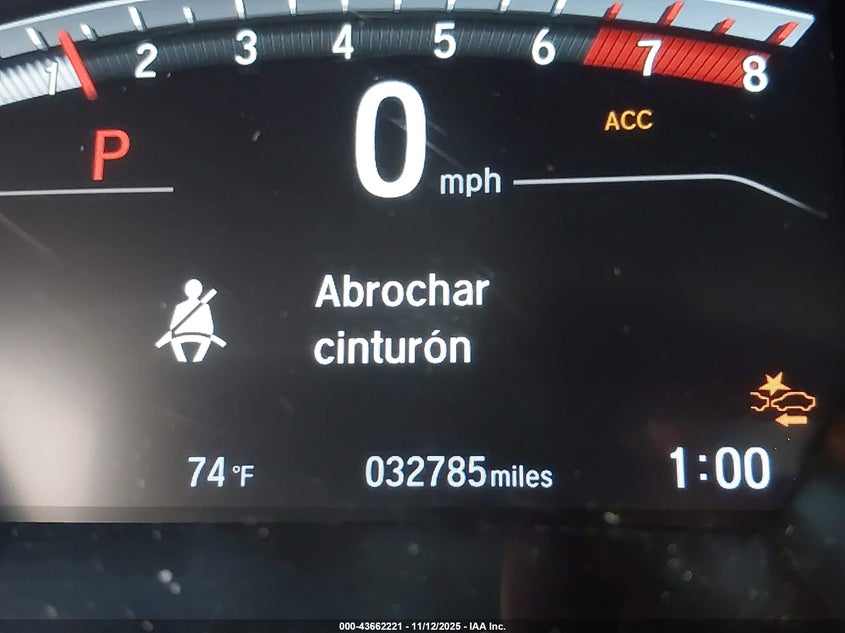 1 2 3 4 5 6 7 8
0 mph
ACC
P
Abrochar
cinturón
74 °F
032785 miles
1:00
000-43662221 - 11/12/2025 - IAA Inc.